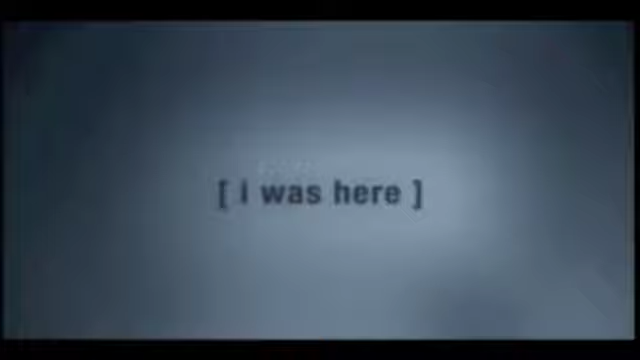 [ i was here ]